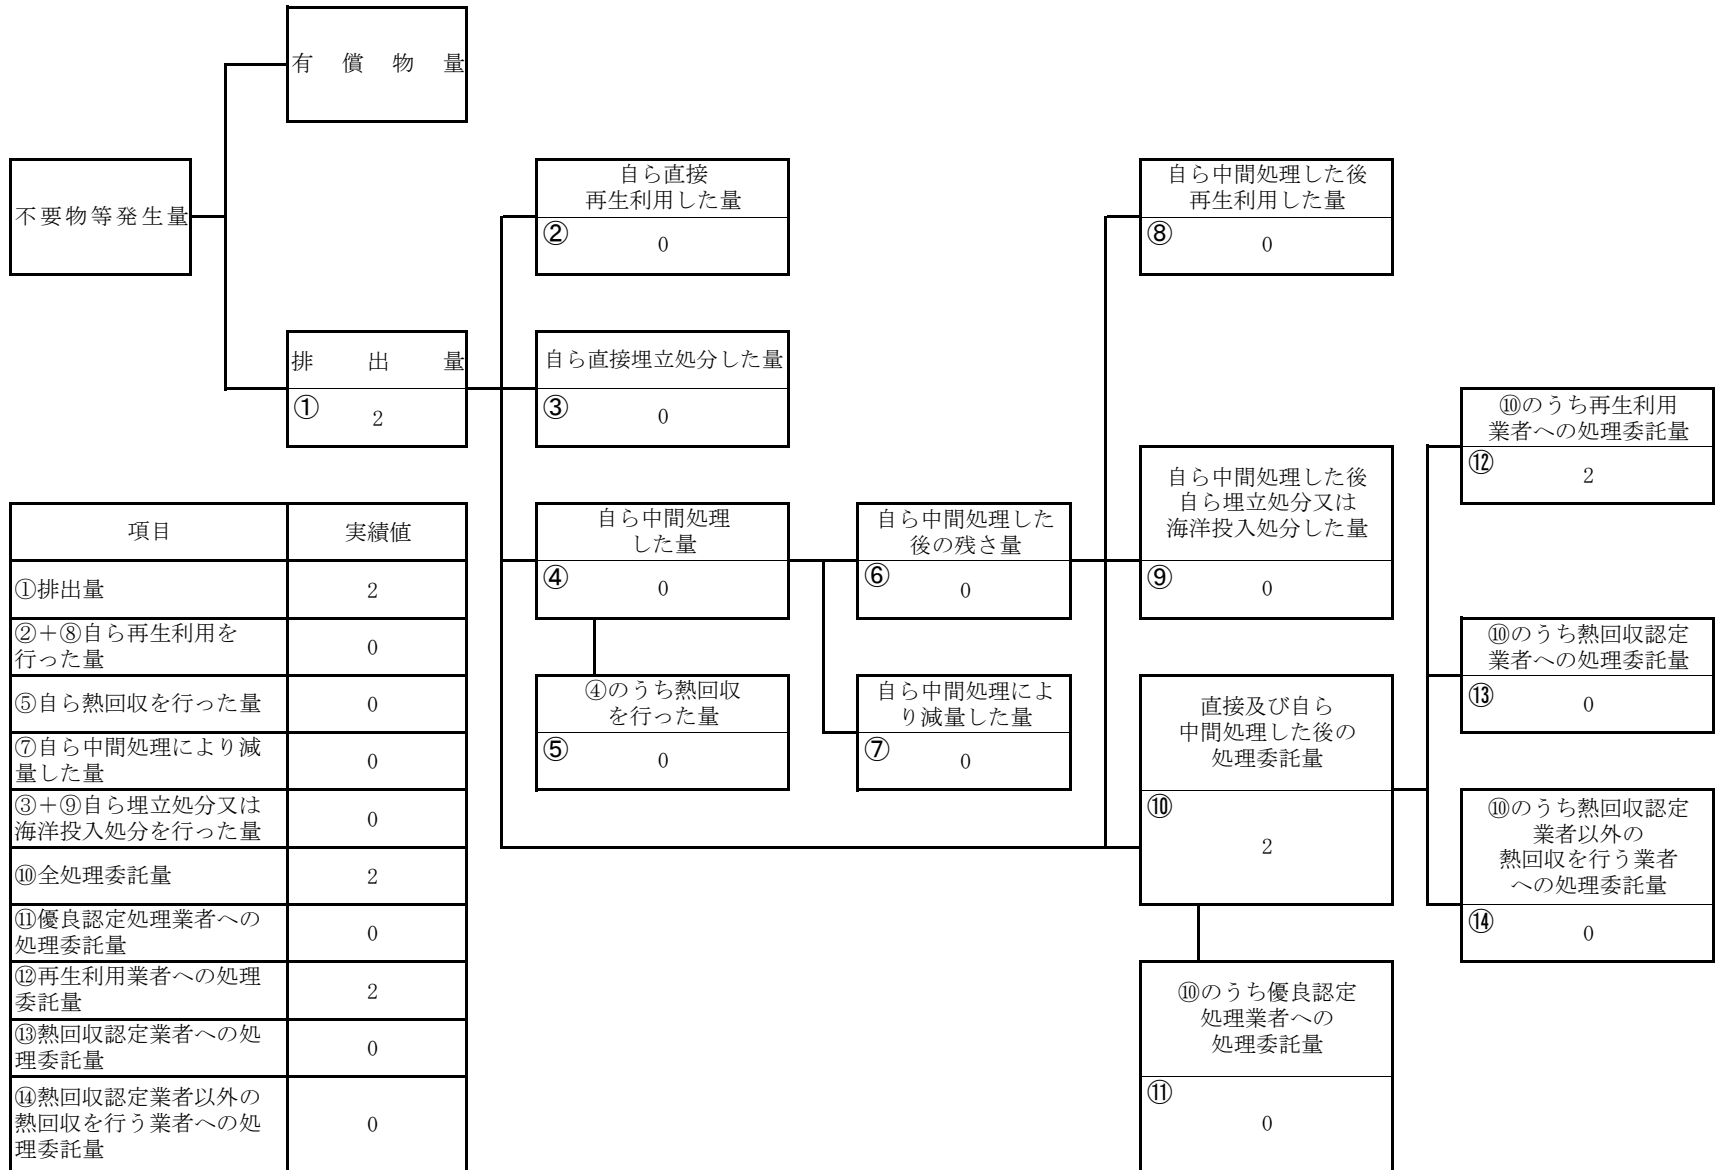 有償物量
不要物等発生量
排出量
①
2
自ら直接
再生利用した量
②
0
自ら直接埋立処分した量
③
0
自ら中間処理
した量
④
0
④のうち熱回収
を行った量
⑤
0
自ら中間処理した
後の残さ量
⑥
0
自ら中間処理によ
り減量した量
⑦
0
自ら中間処理した後
再生利用した量
⑧
0
自ら中間処理した後
自ら埋立処分又は
海洋投入処分した量
⑨
0
直接及び自ら
中間処理した後の
処理委託量
⑩
2
⑩のうち優良認定
処理業者への
処理委託量
⑪
0
⑩のうち再生利用
業者への処理委託量
⑫
2
⑩のうち熱回収認定
業者への処理委託量
⑬
0
⑩のうち熱回収認定
業者以外の
熱回収を行う業者
への処理委託量
⑭
0
項目 実績値
①排出量 2
②＋⑧自ら再生利用を
行った量 0
⑤自ら熱回収を行った量 0
⑦自ら中間処理により減
量した量 0
③＋⑨自ら埋立処分又は
海洋投入処分を行った量 0
⑩全処理委託量 2
⑪優良認定処理業者への
処理委託量 0
⑫再生利用業者への処理
委託量 2
⑬熱回収認定業者への処
理委託量 0
⑭熱回収認定業者以外の
熱回収を行う業者への処
理委託量 0